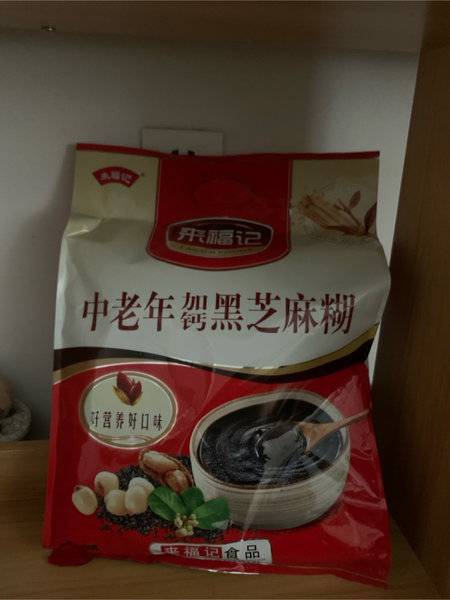 来福记
来福记
中老年加钙黑芝麻糊
好营养好口味
来福记食品